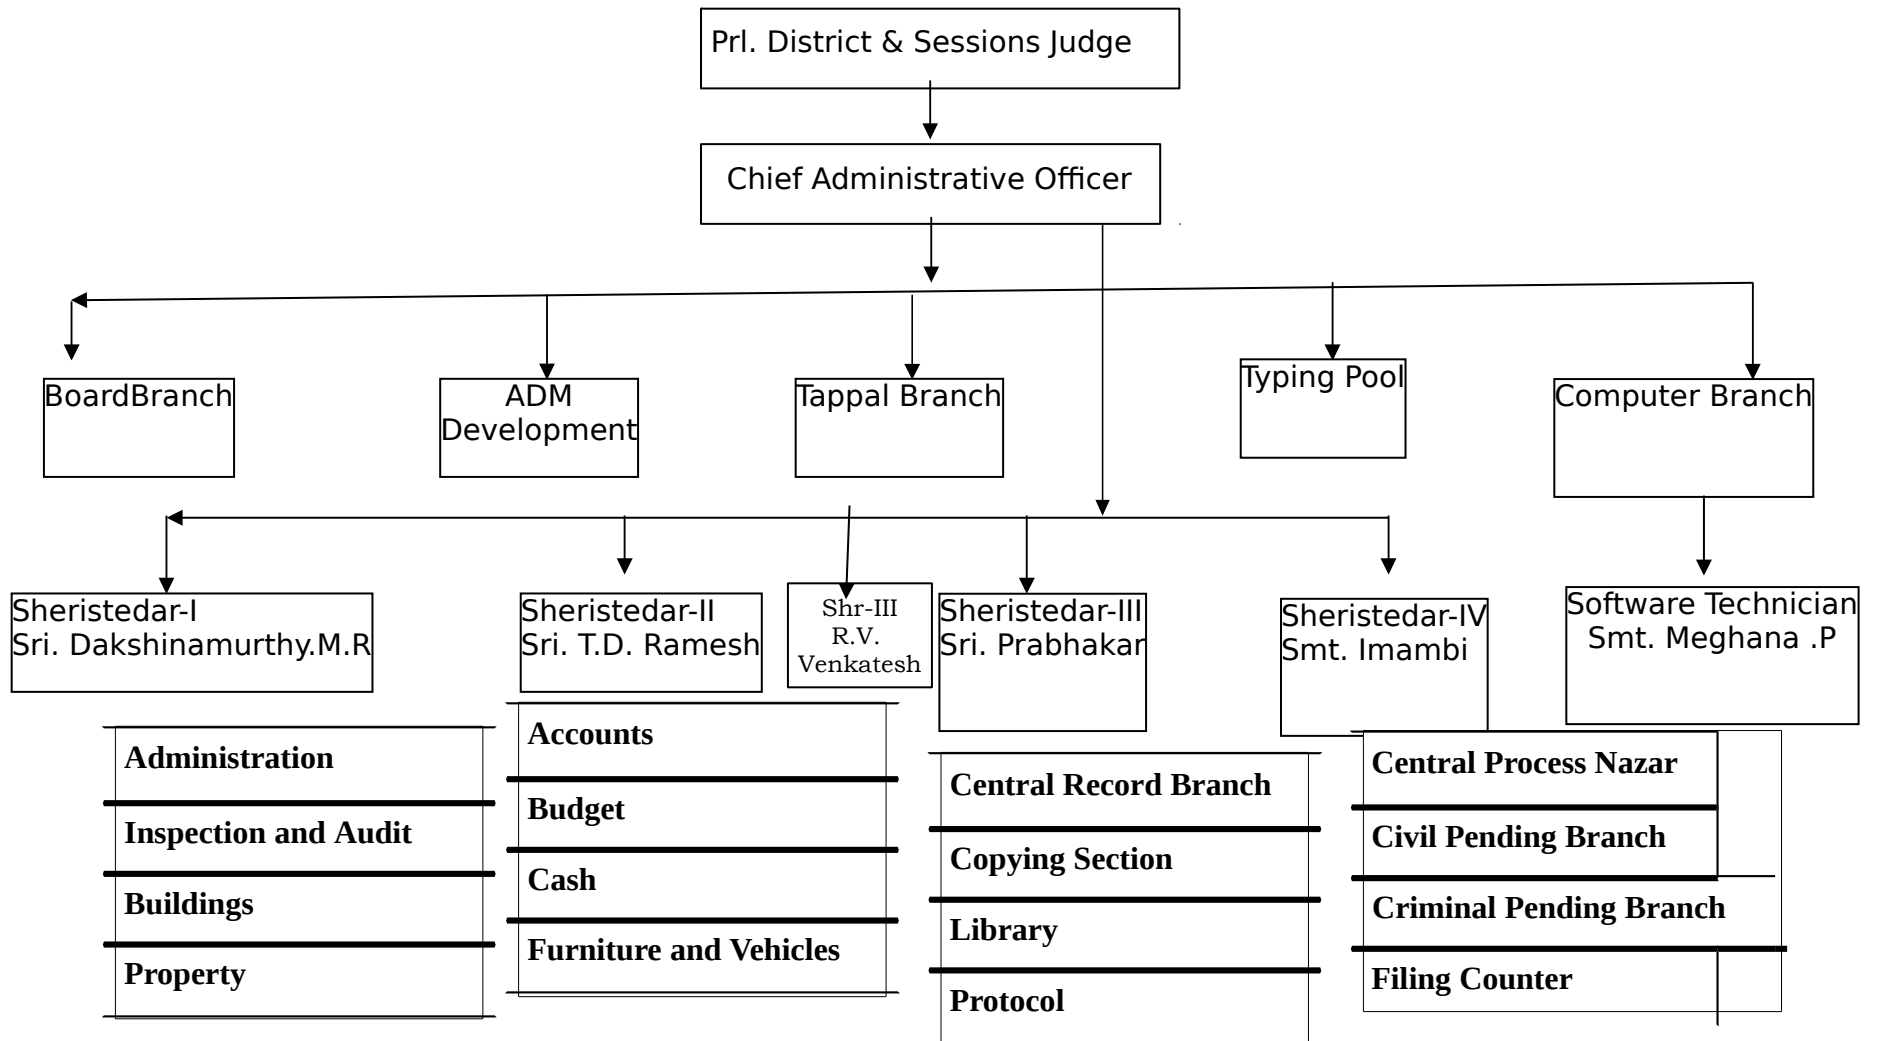 Prl. District & Sessions Judge
Chief Administrative Officer
BoardBranch
ADM
Development
Tappal Branch
Typing Pool
Computer Branch
Sheristedar-I
Sri. Dakshinamurthy.M.R
Sheristedar-II
Sri. T.D. Ramesh
Shr-III
R.V.
Venkatesh
Sheristedar-III
Sri. Prabhakar
Sheristedar-IV
Smt. Imambi
Software Technician
Smt. Meghana .P
Administration
Inspection and Audit
Buildings
Property
Accounts
Budget
Cash
Furniture and Vehicles
Central Record Branch
Copying Section
Library
Protocol
Central Process Nazar
Civil Pending Branch
Criminal Pending Branch
Filing Counter